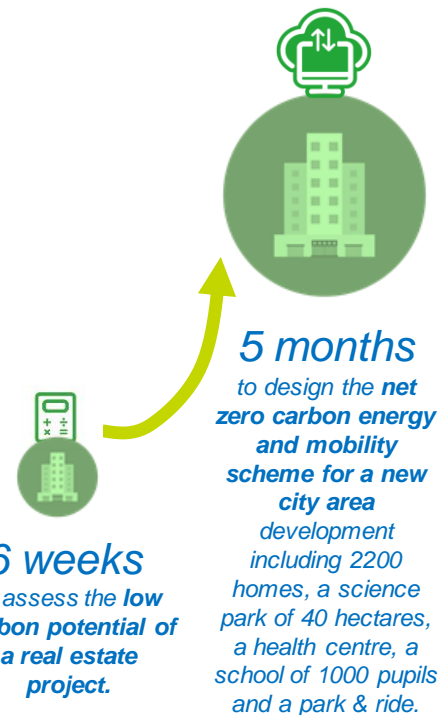 5 months
to design the net
zero carbon energy
and mobility
scheme for a new
city area
development
including 2200
homes, a science
park of 40 hectares,
a health centre, a
school of 1000 pupils
and a park & ride.
6 weeks
assess the low
bon potential of
a real estate
project.